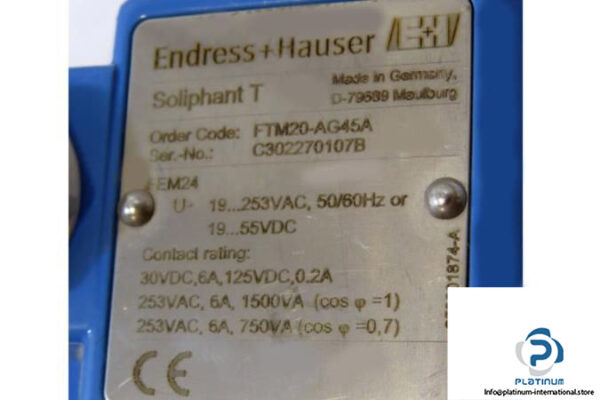 Endress+Hauser E+H
Soliphant T
Made in Germany,
D-79689 Maulburg
Order Code: FTM20-AG45A
Ser.-No.: C302270107B
FEM24
U~ 19...253VAC, 50/60Hz or
19...55VDC
Contact rating:
30VDC,6A,125VDC,0.2A
253VAC, 6A, 1500VA (cos φ =1)
253VAC, 6A, 750VA (cos φ =0,7)
CE
01874-A
PLATINUM
Info@platinum-international.store